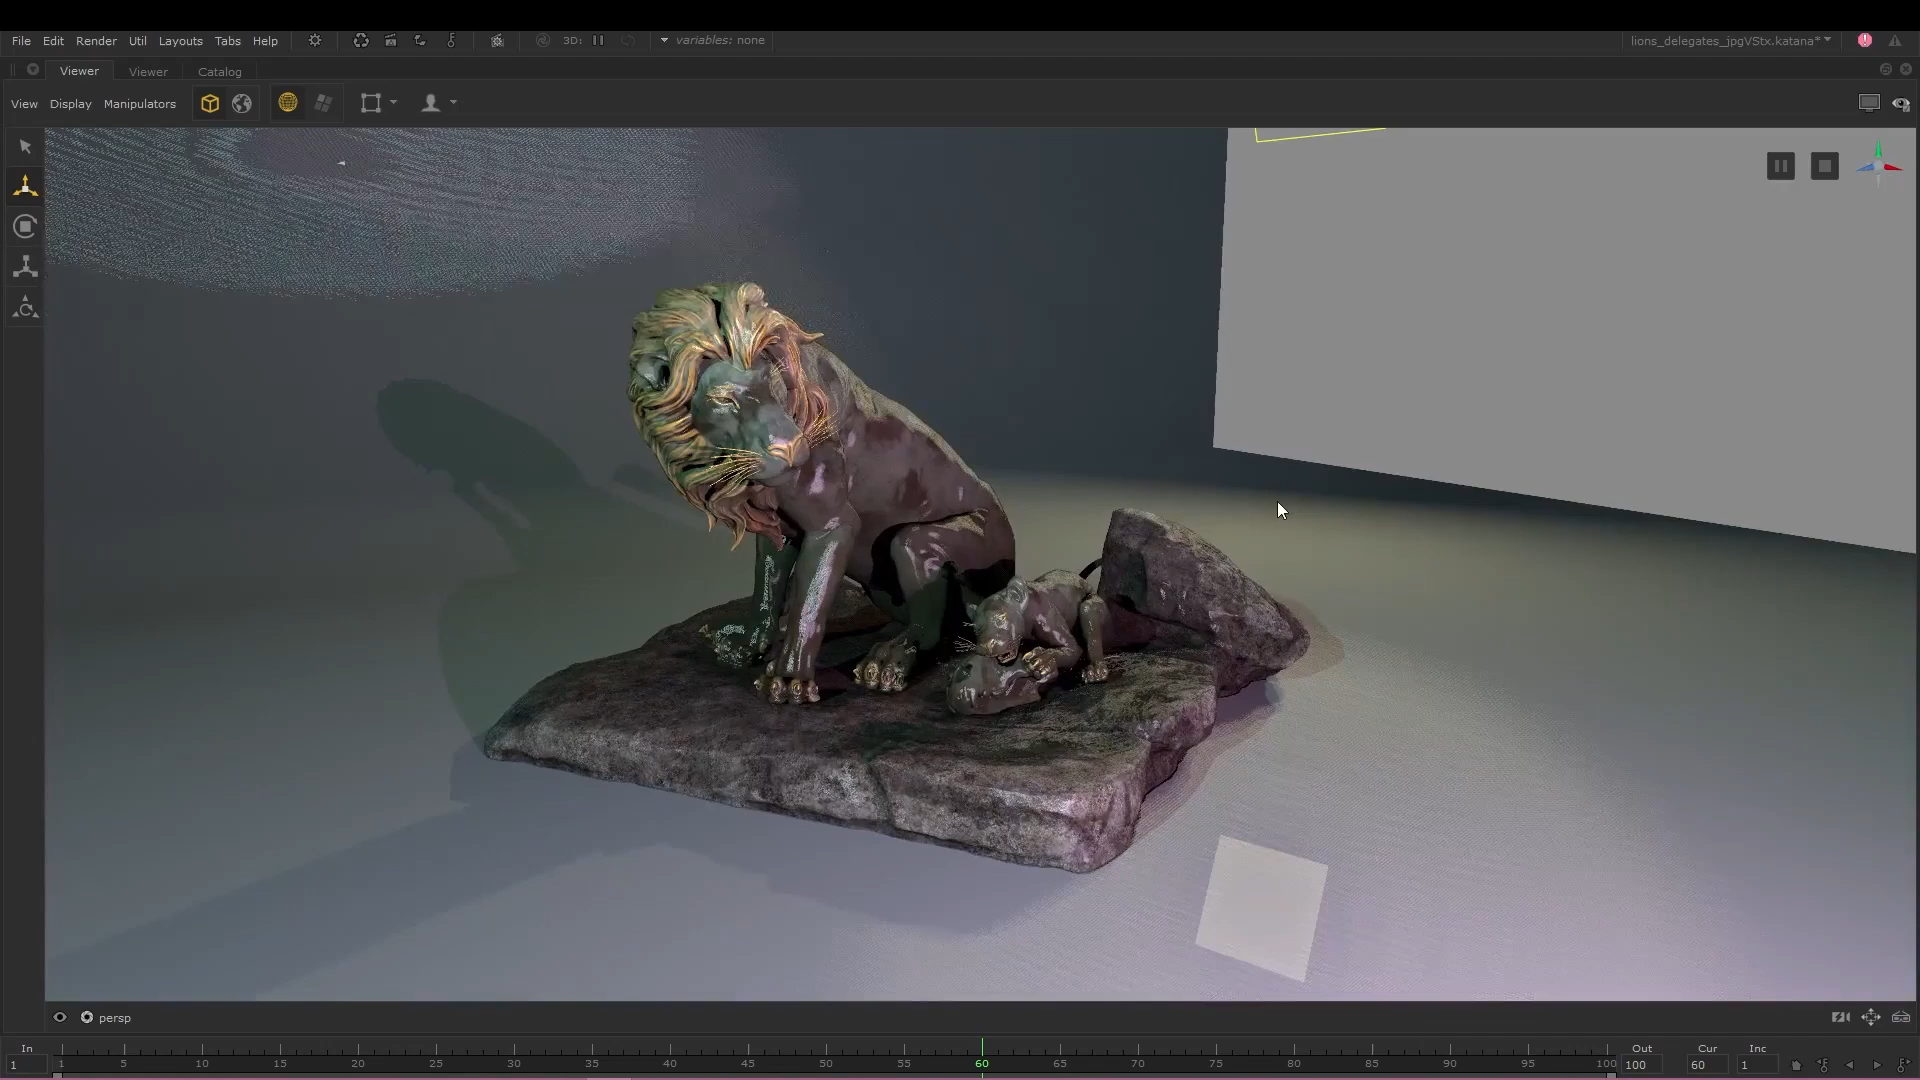 File Edit Render Util Layouts Tabs Help 3D: variables: none lions_delegates_jpgVStx.katana*
Viewer Viewer Catalog
View Display Manipulators
persp
In Out Cur Inc
1 1 5 10 15 20 25 30 35 40 45 50 55 60 65 70 75 80 85 90 95 100 100 60 1